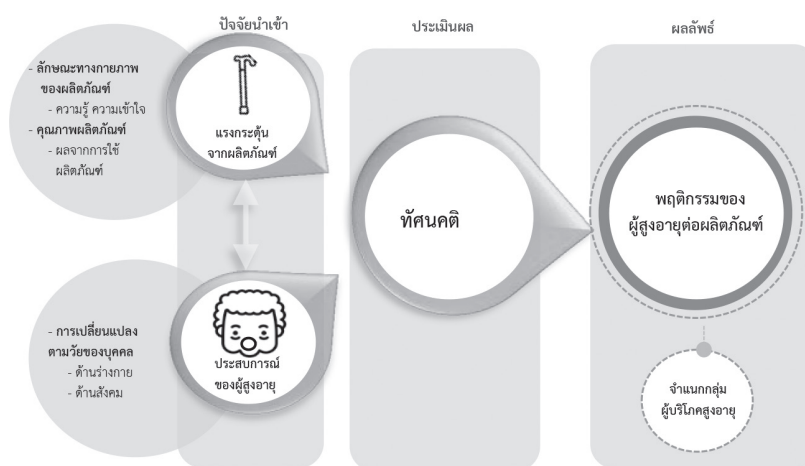 ปัจจัยนำเข้า
ประเมินผล
ผลลัพธ์
- ลักษณะทางกายภาพ
ของผลิตภัณฑ์
- ความรู้ ความเข้าใจ
- คุณภาพผลิตภัณฑ์
- ผลจากการใช้
ผลิตภัณฑ์
แรงกระตุ้น
จากผลิตภัณฑ์
ทัศนคติ
พฤติกรรมของ
ผู้สูงอายุต่อผลิตภัณฑ์
- การเปลี่ยนแปลง
ตามวัยของบุคคล
- ด้านร่างกาย
- ด้านสังคม
ประสบการณ์
ของผู้สูงอายุ
จำแนกกลุ่ม
ผู้บริโภคสูงอายุ